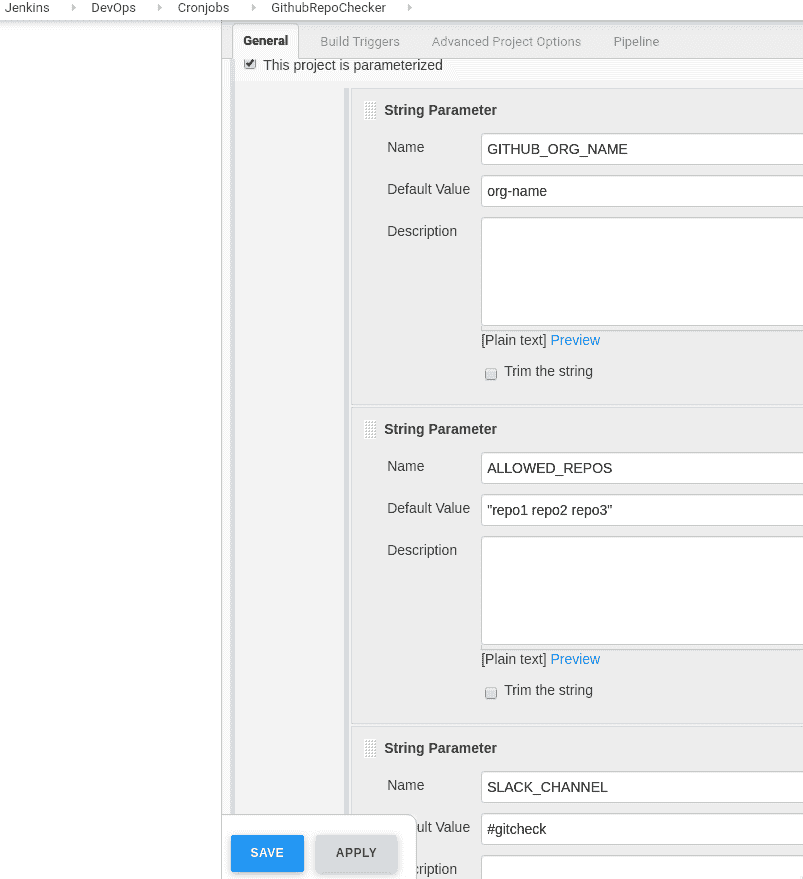 Jenkins DevOps Cronjobs GithubRepoChecker
General Build Triggers Advanced Project Options Pipeline
This project is parameterized
String Parameter
Name GITHUB_ORG_NAME
Default Value org-name
Description
[Plain text] Preview
Trim the string
String Parameter
Name ALLOWED_REPOS
Default Value "repo1 repo2 repo3"
Description
[Plain text] Preview
Trim the string
String Parameter
Name SLACK_CHANNEL
ult Value #gitcheck
SAVE APPLY
cription